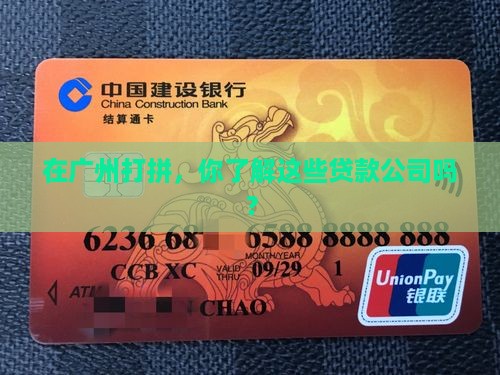 中国建设银行
China Construction Bank
结算通卡
在广州打拼，你了解这些贷款公司吗
？
6236 68 6588 8888 888
MONTH/YEAR
CCB XC VALID THRU 09/29 1
ATM
CHAO
UnionPay
银联